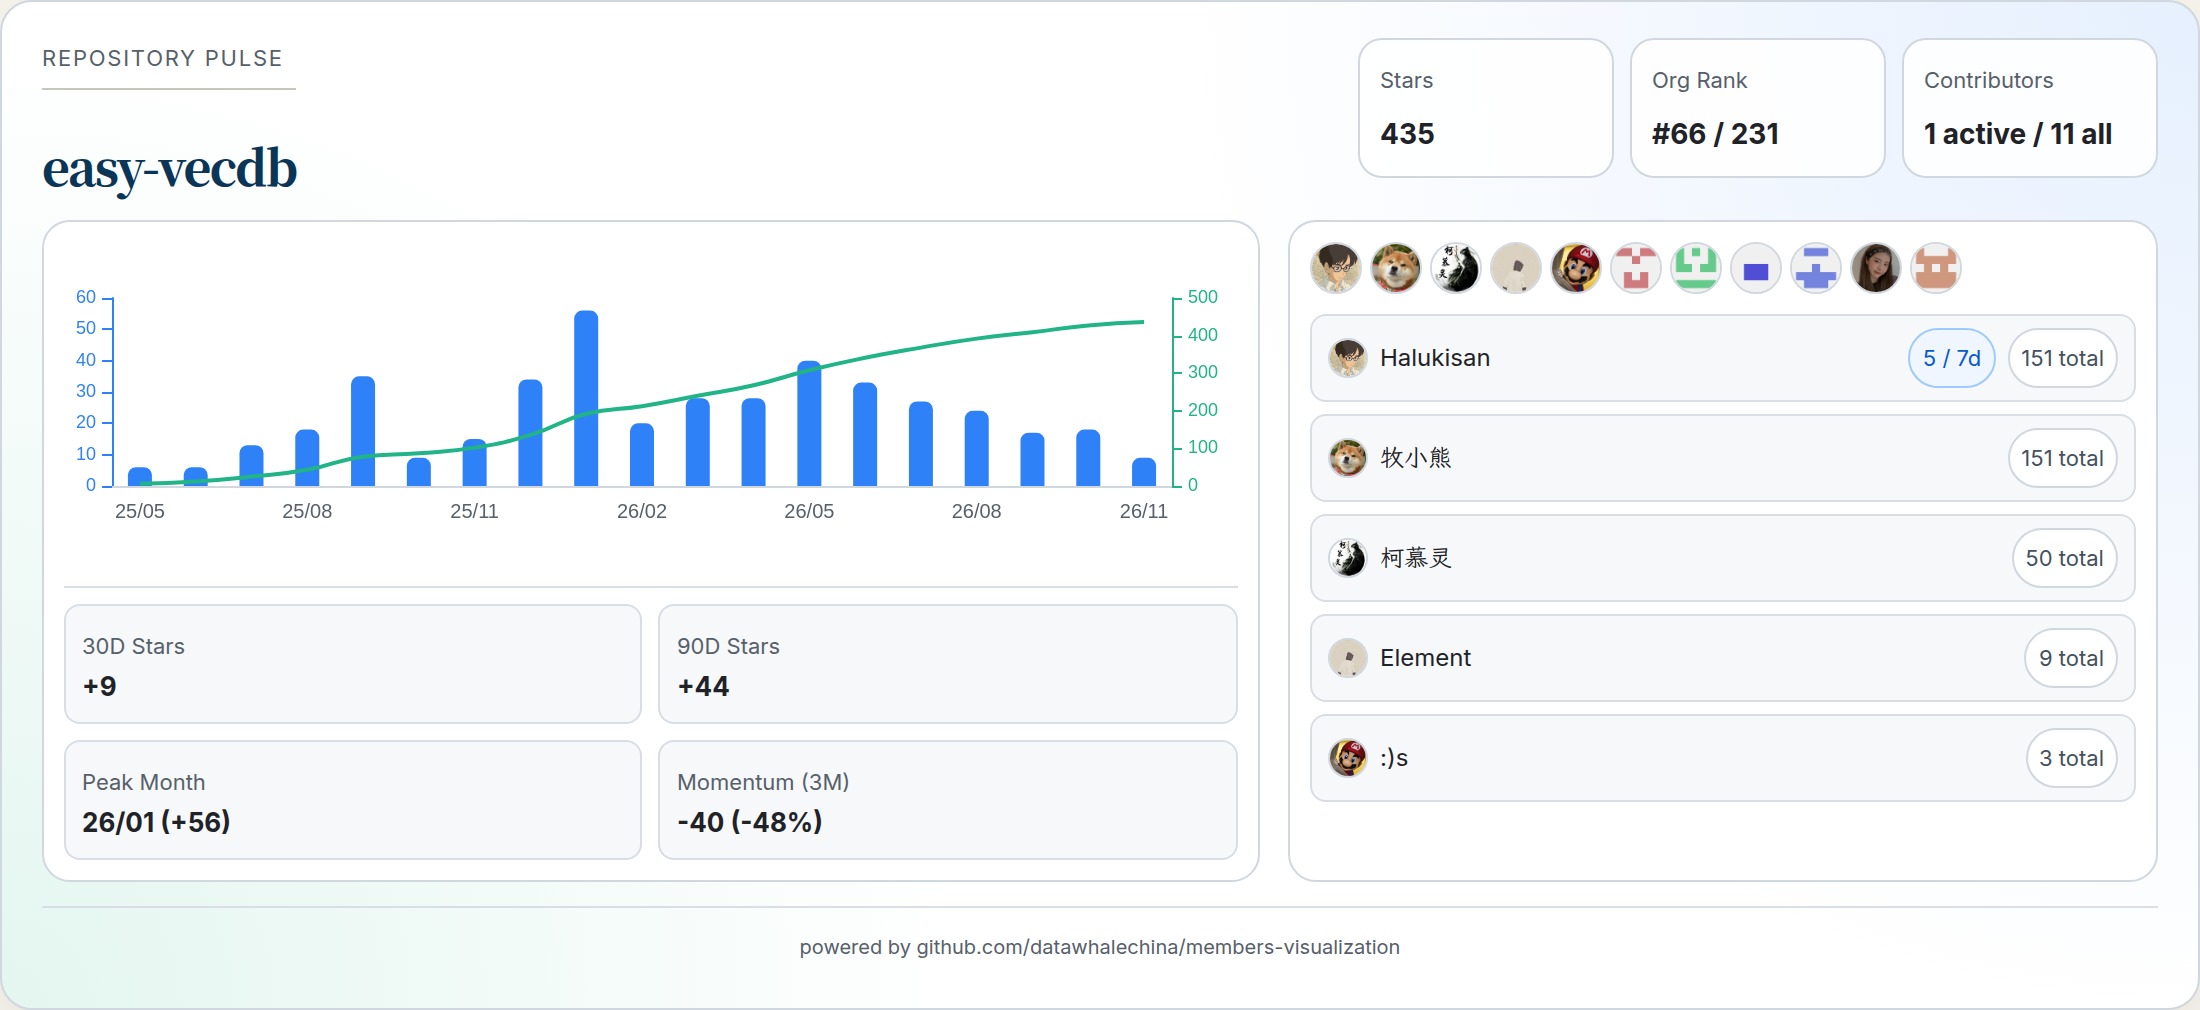 REPOSITORY PULSE
easy-vecdb
Stars
435
Org Rank
#66 / 231
Contributors
1 active / 11 all
60
50
40
30
20
10
0
500
400
300
200
100
0
25/05
25/08
25/11
26/02
26/05
26/08
26/11
30D Stars
+9
90D Stars
+44
Peak Month
26/01 (+56)
Momentum (3M)
-40 (-48%)
Halukisan
5 / 7d
151 total
牧小熊
151 total
柯慕灵
50 total
Element
9 total
:)s
3 total
powered by github.com/datawhalechina/members-visualization